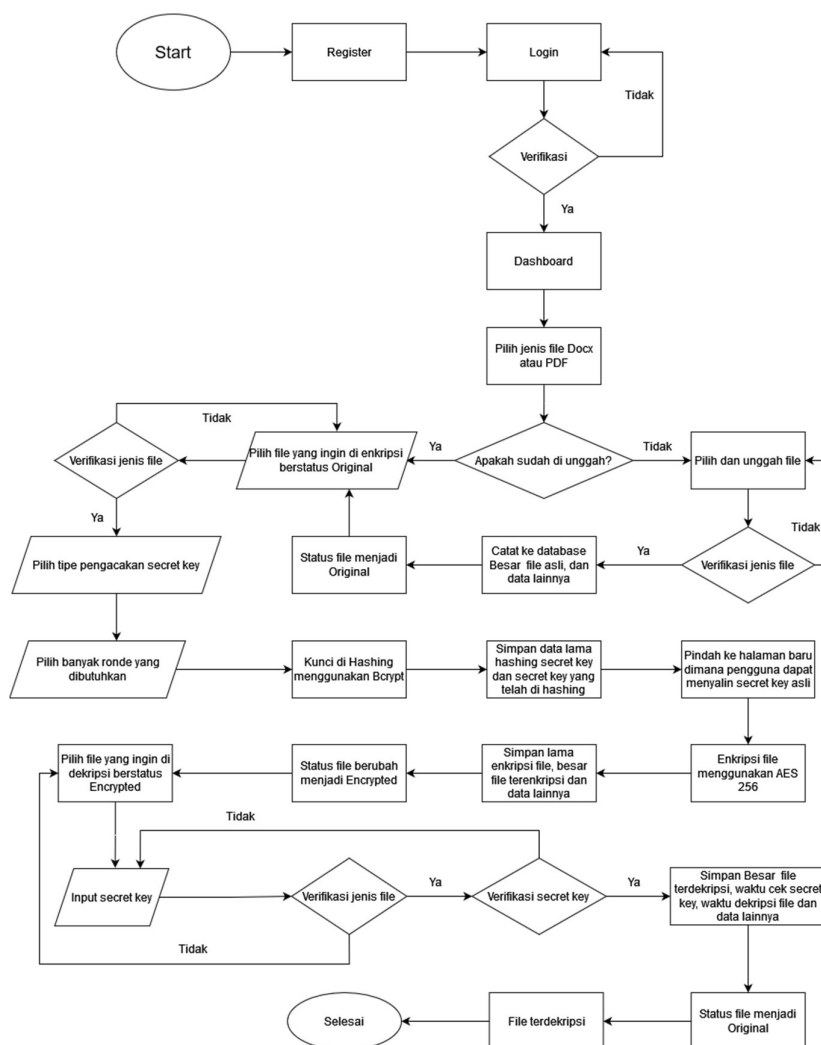 Start
Register
Login
Tidak
Verifikasi
Ya
Dashboard
Pilih jenis file Docx
atau PDF
Tidak
Verifikasi jenis file
Pilih file yang ingin di enkripsi
berstatus Original
Ya
Apakah sudah di unggah?
Tidak
Pilih dan unggah file
Ya
Tidak
Pilih tipe pengacakan secret key
Status file menjadi
Original
Catat ke database
Besar file asli, dan
data lainnya
Ya
Verifikasi jenis file
Pilih banyak ronde yang
dibutuhkan
Kunci di Hashing
menggunakan Bcrypt
Simpan data lama
hashing secret key
dan secret key yang
telah di hashing
Pindah ke halaman baru
dimana pengguna dapat
menyalin secret key asli
Pilih file yang ingin di
dekripsi berstatus
Encrypted
Status file berubah
menjadi Encrypted
Simpan lama
enkripsi file, besar
file terenkripsi dan
data lainnya
Enkripsi file
menggunakan AES
256
Tidak
Input secret key
Verifikasi jenis file
Ya
Verifikasi secret key
Ya
Simpan Besar file
terdekripsi, waktu cek secret
key, waktu dekripsi file dan
data lainnya
Tidak
Selesai
File terdekripsi
Status file menjadi
Original